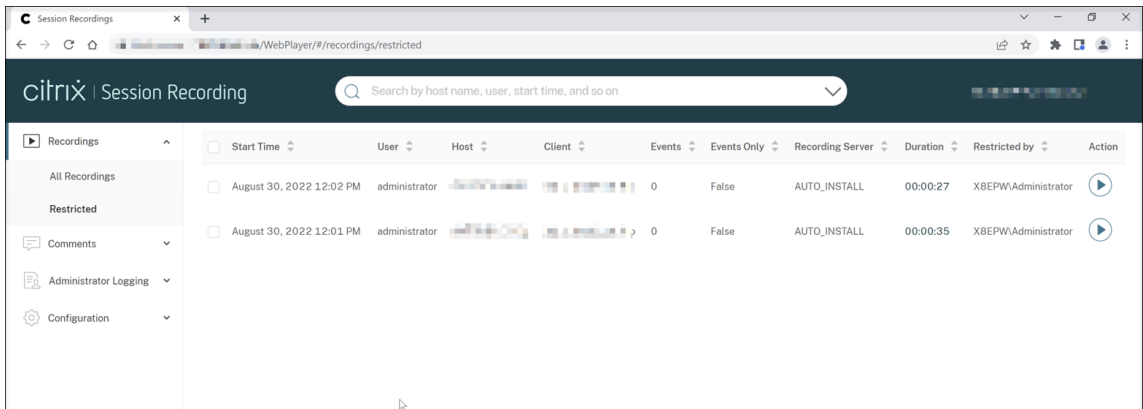 Session Recordings
/WebPlayer/#/recordings/restricted
citrix | Session Recording
Search by host name, user, start time, and so on
Recordings
All Recordings
Restricted
Comments
Administrator Logging
Configuration
Start Time User Host Client Events Events Only Recording Server Duration Restricted by Action
August 30, 2022 12:02 PM administrator 0 False AUTO_INSTALL 00:00:27 X8EPW\Administrator
August 30, 2022 12:01 PM administrator 0 False AUTO_INSTALL 00:00:35 X8EPW\Administrator